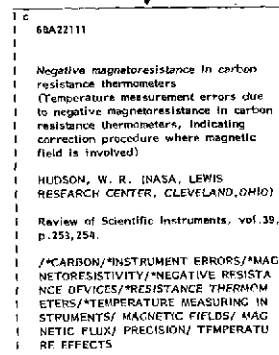 c
68A22111
Negative magnetoresistance in carbon
resistance thermometers
(Temperature measurement errors due
to negative magnetoresistance in carbon
resistance thermometers, indicating
correction procedure where magnetic
field is involved)
HUDSON, W. R. (NASA, LEWIS
RESEARCH CENTER, CLEVELAND,OHIO)
Review of Scientific Instruments, vol.39,
p.253,254.
/*CARBON/*INSTRUMENT ERRORS/*MAG
NETORESISTIVITY/*NEGATIVE RESISTA
NCE DEVICES/*RESISTANCE THERMOM
ETERS/*TEMPERATURE MEASURING IN
STRUMENTS/ MAGNETIC FIELDS/ MAG
NETIC FLUX/ PRECISION/ TEMPERATU
RE EFFECTS